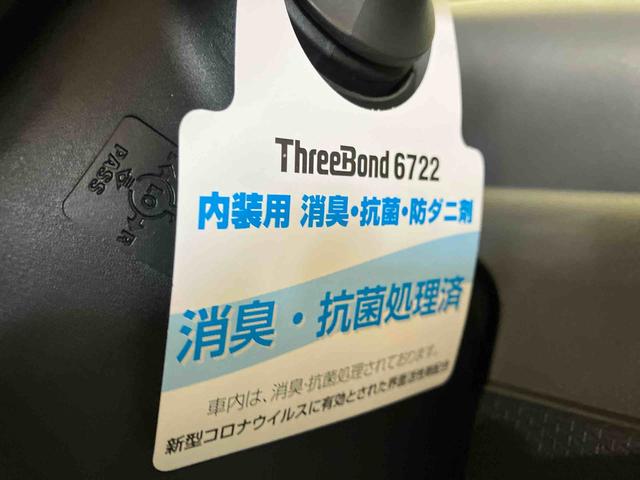 ThreeBond 6722
内装用 消臭・抗菌・防ダニ剤
消臭・抗菌処理済
車内は、消臭・抗菌処理されております。
新型コロナウイルスに有効とされた界面活性剤配合
PASS
LO
R